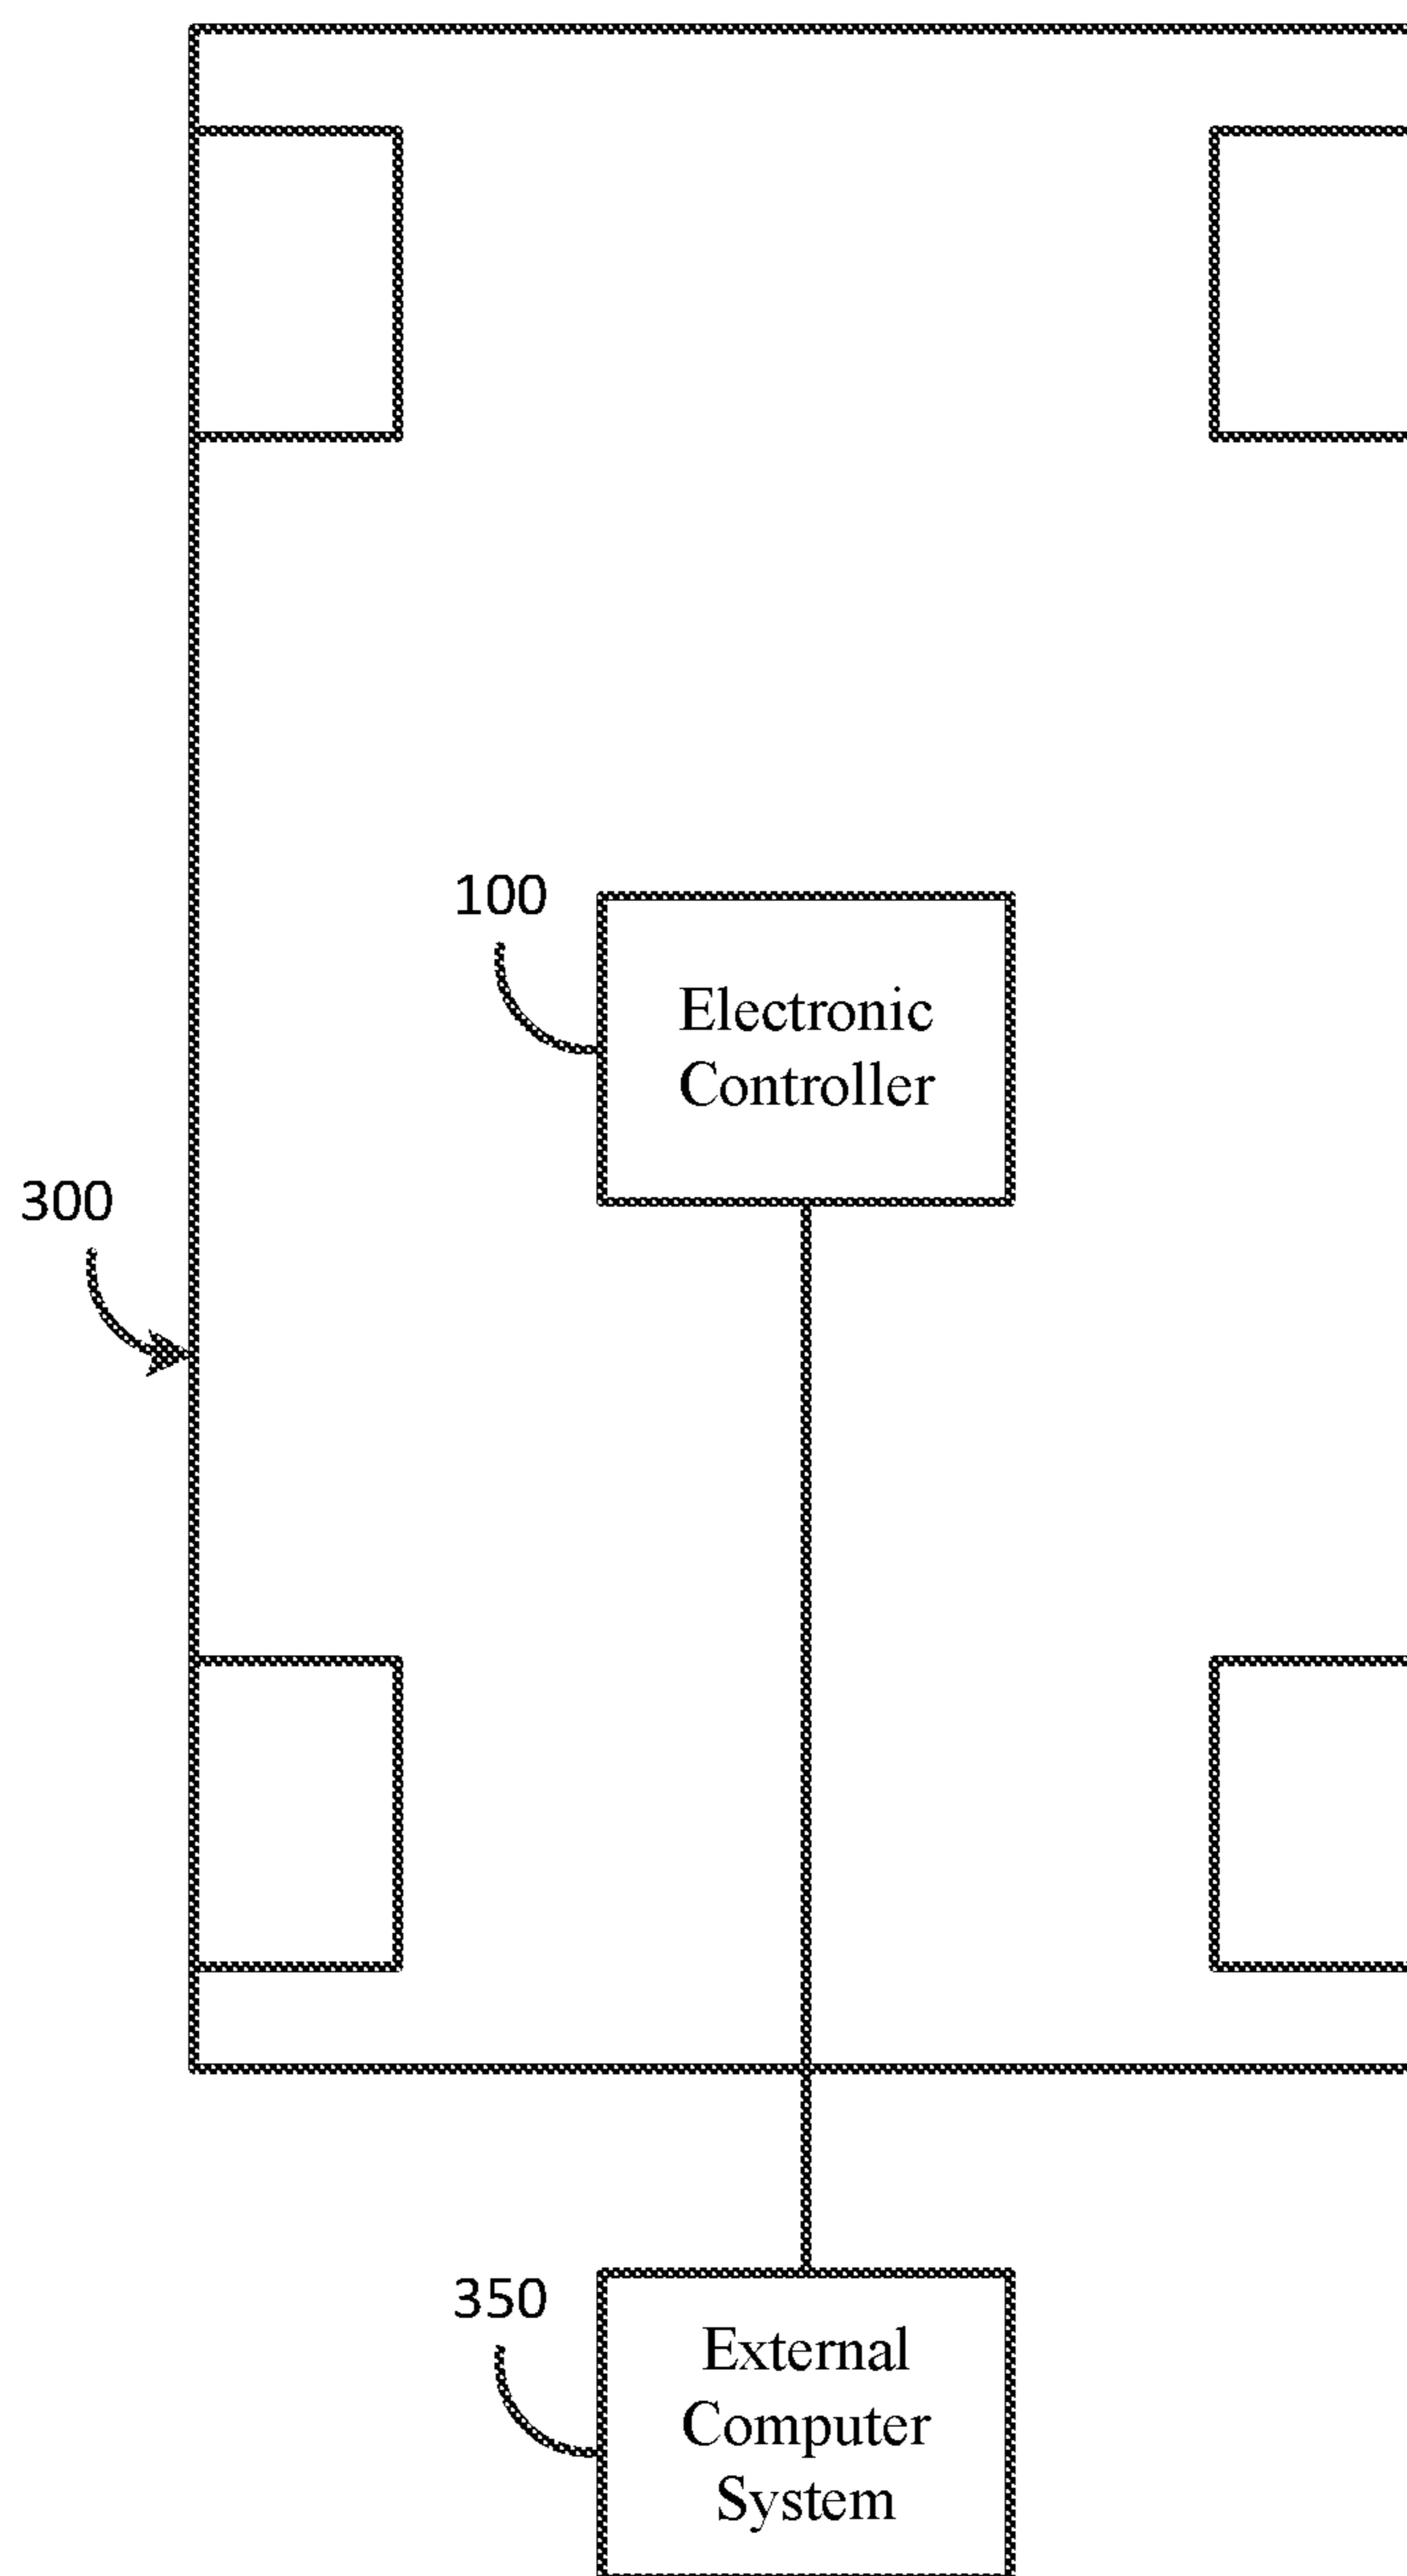 100
Electronic
Controller
300
350
External
Computer
System